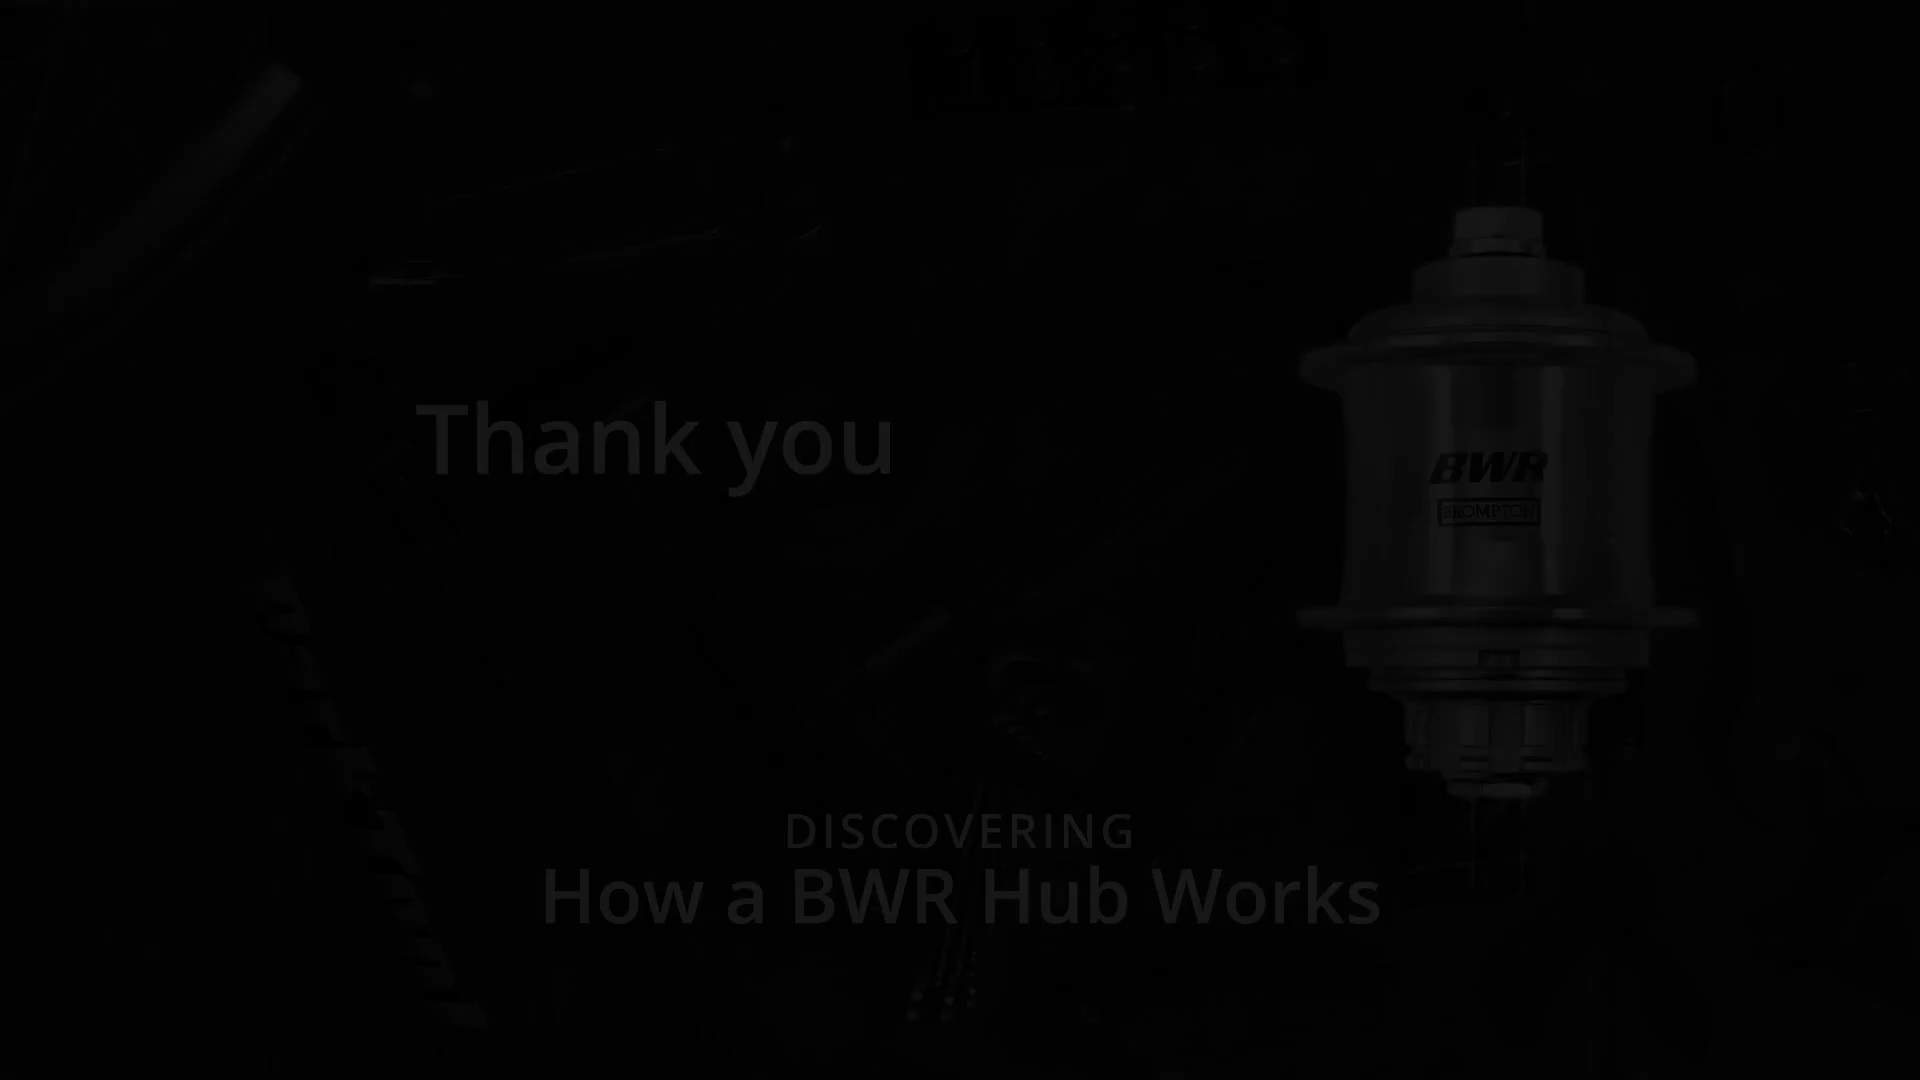 Thank you
BWR
BROMPTON
DISCOVERING
How a BWR Hub Works